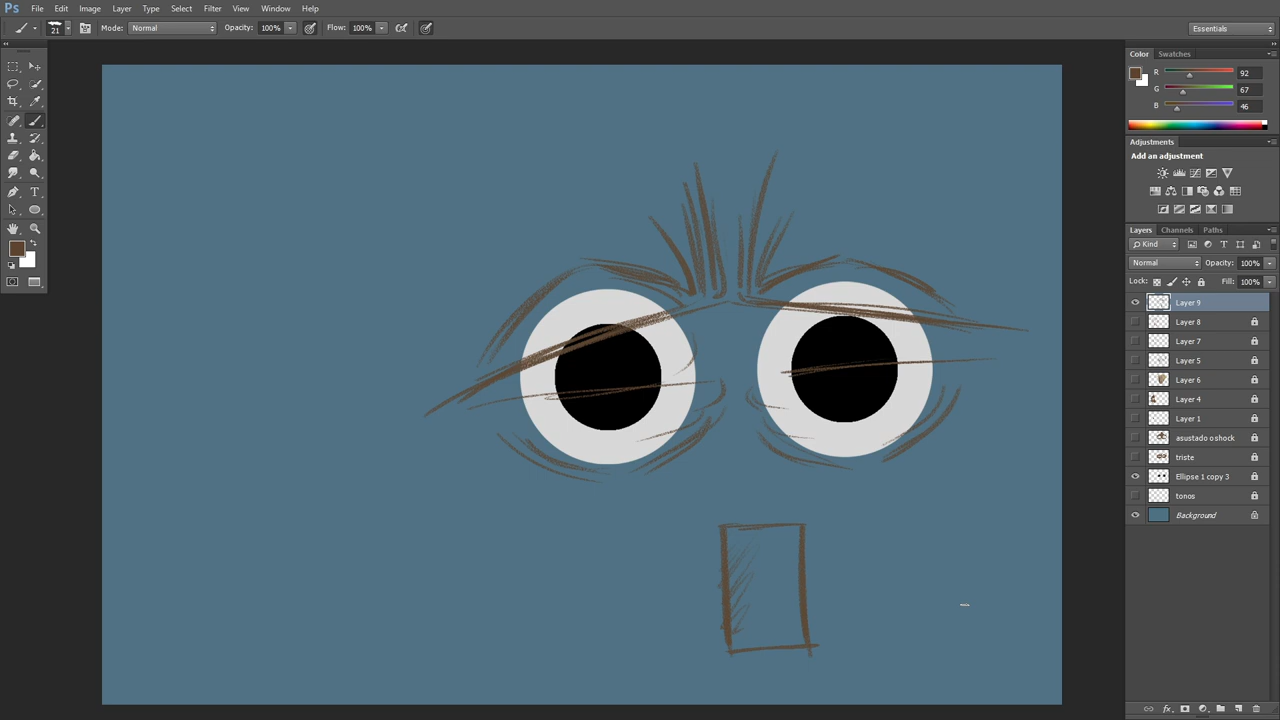 Ps File Edit Image Layer Type Select Filter View Window Help
21 Mode: Normal Opacity: 100% Flow: 100% Essentials
Color Swatches
R 92
G 67
B 46
Adjustments
Add an adjustment
Layers Channels Paths
Kind
Normal Opacity: 100%
Lock: Fill: 100%
Layer 9
Layer 8
Layer 7
Layer 5
Layer 6
Layer 4
Layer 1
asustado o shock
triste
Ellipse 1 copy 3
tonos
Background